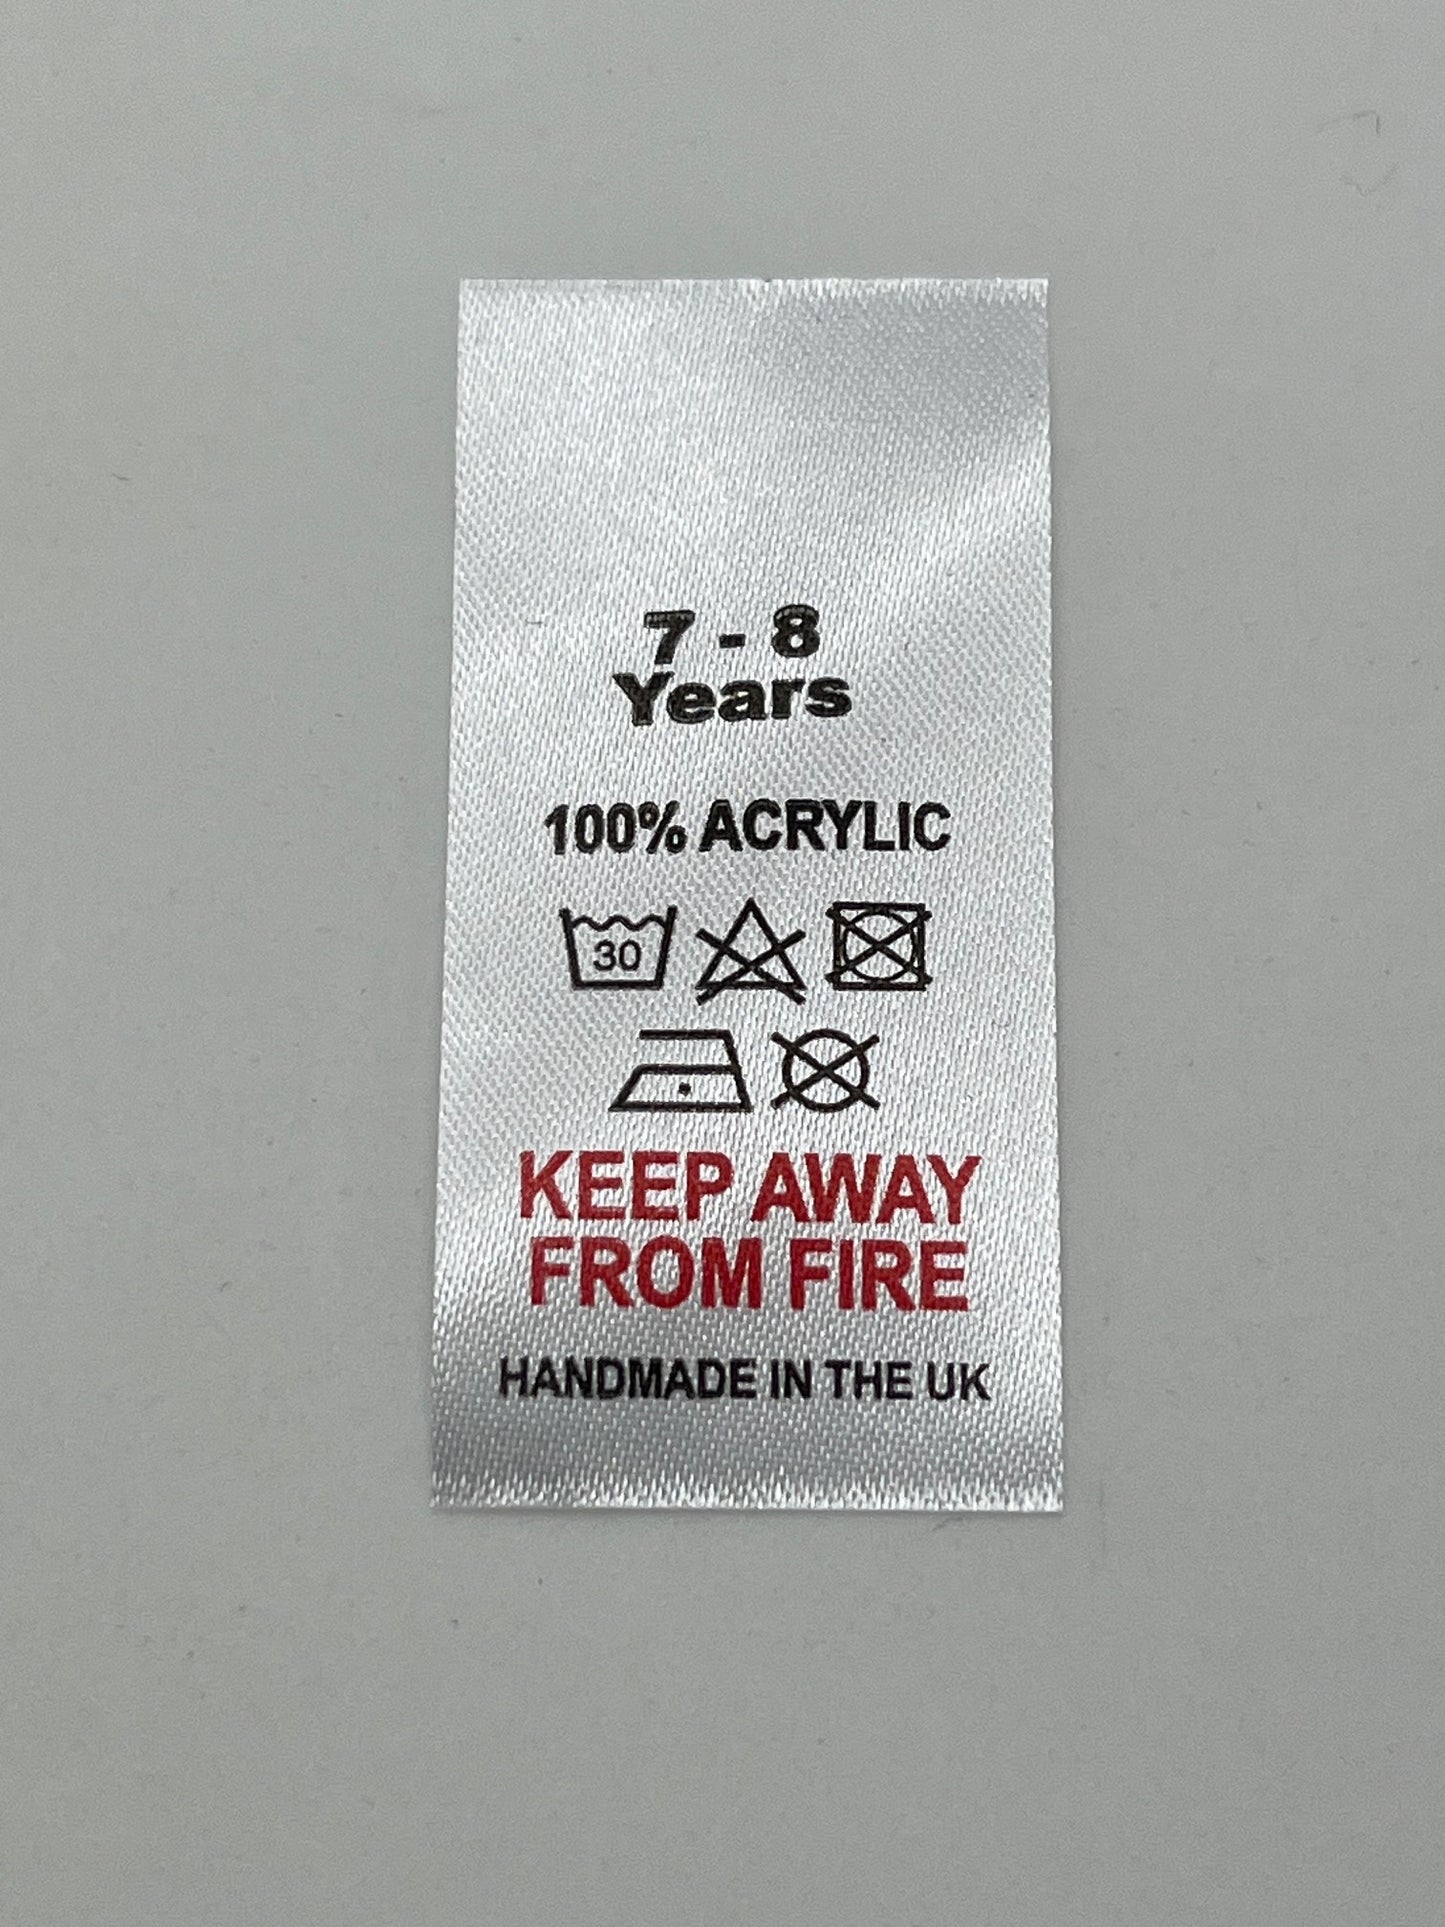 7 - 8
Years
100% ACRYLIC
30
KEEP AWAY
FROM FIRE
HANDMADE IN THE UK